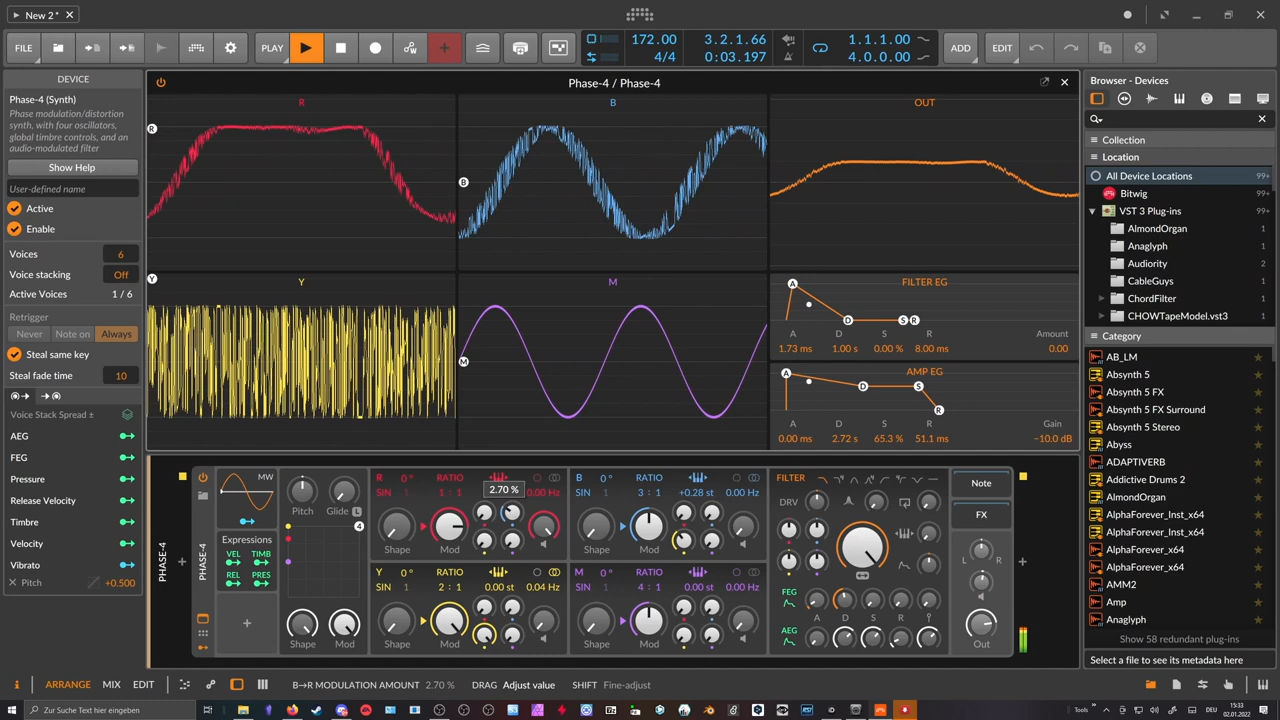 New 2*
FILE
PLAY
172.00
4/4
3.2.1.66
0:03.197
1.1.1.00
4.0.0.00
ADD
EDIT
DEVICE
Phase-4 (Synth)
Phase modulation/distortion
synth, with four oscillators,
global timbre controls, and an
audio-modulated filter
Show Help
User-defined name
Active
Enable
Voices 6
Voice stacking Off
Active Voices 1 / 6
Retrigger
Never Note on Always
Steal same key
Steal fade time 10
Voice Stack Spread ±
AEG
FEG
Pressure
Release Velocity
Timbre
Velocity
Vibrato
Pitch +0.500
Phase-4 / Phase-4
R
B
OUT
R
B
Y
M
Y
M
FILTER EG
A D S R
A D S R Amount
1.73 ms 1.00 s 0.00 % 8.00 ms 0.00
AMP EG
A D S R
A D S R Gain
0.00 ms 2.72 s 65.3 % 51.1 ms −10.0 dB
PHASE-4
PHASE-4
MW
Expressions
VEL TIMB
REL PRES
Pitch Glide L
4
Shape Mod
R 0° RATIO
SIN 1 : 1 2.70 % 0.00 Hz
Shape Mod
B 0° RATIO
SIN 3 : 1 +0.28 st 0.00 Hz
Shape Mod
Y 0° RATIO
SIN 2 : 1 0.00 st 0.04 Hz
Shape Mod
M 0° RATIO
SIN 4 : 1 0.00 st 0.00 Hz
Shape Mod
FILTER
DRV
FEG
A D S R
AEG
Note
FX
L R
Out
Browser - Devices
Collection
Location
All Device Locations 99+
Bitwig 99+
VST 3 Plug-ins 99+
AlmondOrgan 1
Anaglyph 1
Audiority 2
CableGuys 1
ChordFilter 1
CHOWTapeModel.vst3 1
Category
AB_LM
Absynth 5
Absynth 5 FX
Absynth 5 FX Surround
Absynth 5 Stereo
Abyss
ADAPTIVERB
Addictive Drums 2
AlmondOrgan
AlphaForever_Inst_x64
AlphaForever_Inst_x64
AlphaForever_x64
AlphaForever_x64
AMM2
Amp
Anaglyph
Show 58 redundant plug-ins
Select a file to see its metadata here
ARRANGE MIX EDIT
B→R MODULATION AMOUNT 2.70 % DRAG Adjust value SHIFT Fine-adjust
Zur Suche Text hier eingeben
Tools
DEU
15:33
02.01.2022